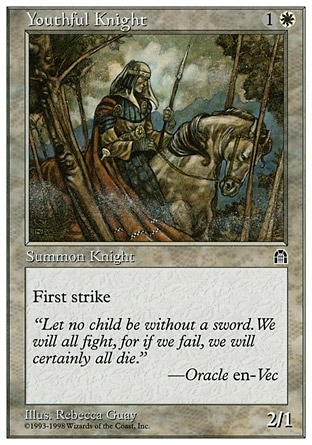 Youthful Knight 1
Summon Knight
First strike
“Let no child be without a sword. We
will all fight, for if we fail, we will
certainly all die.”
—Oracle en-Vec
Illus. Rebecca Guay
©1993-1998 Wizards of the Coast, Inc. 2/1